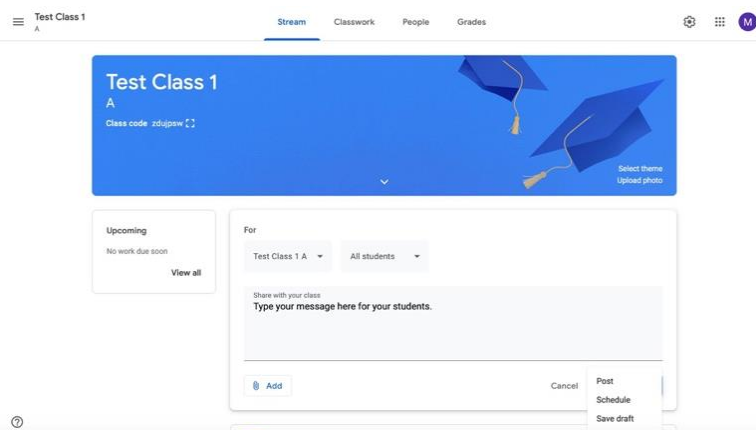 Test Class 1
A
Stream Classwork People Grades
M
Test Class 1
A
Class code zdujpsw
Select theme
Upload photo
Upcoming
No work due soon
View all
For
Test Class 1 A All students
Share with your class
Type your message here for your students.
Add
Cancel
Post
Schedule
Save draft